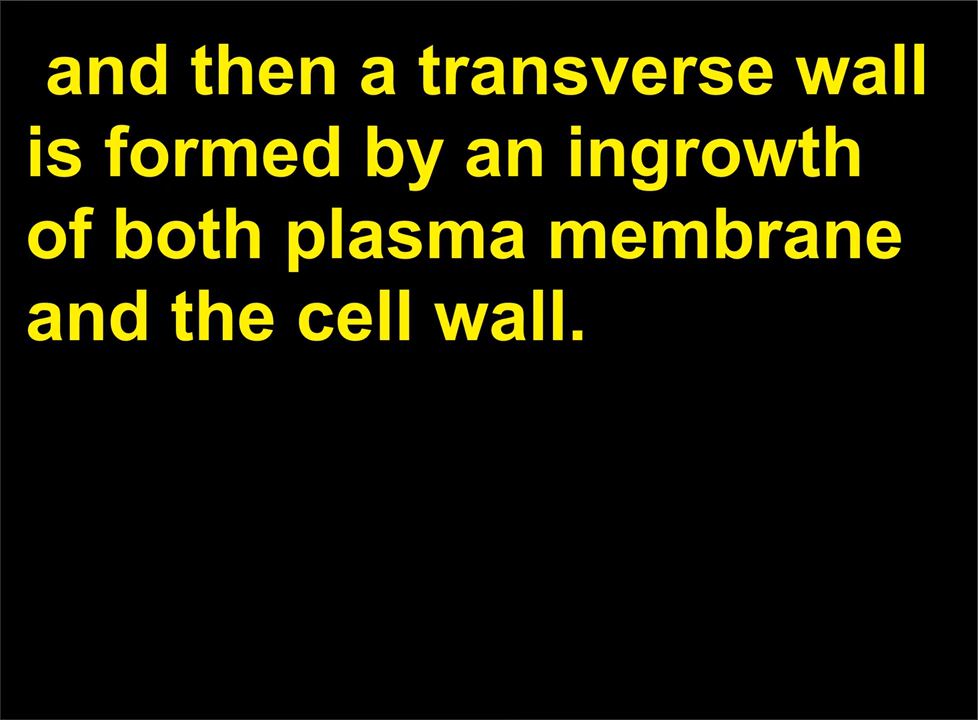 and then a transverse wall
is formed by an ingrowth
of both plasma membrane
and the cell wall.